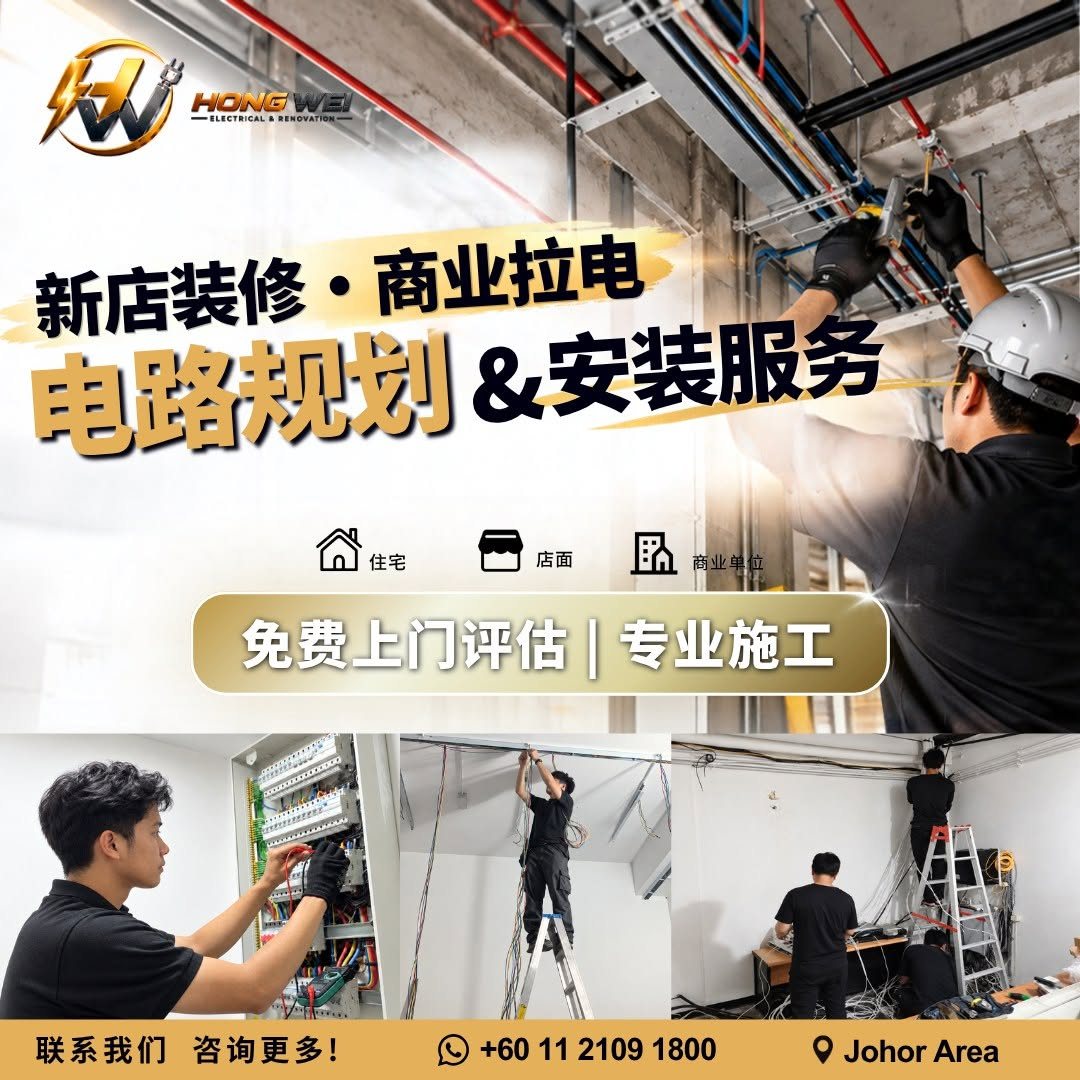 HW
HONG WEI
ELECTRICAL & RENOVATION
新店装修·商业拉电
电路规划&安装服务
住宅 店面 商业单位
免费上门评估 | 专业施工
联系我们 咨询更多! +60 11 2109 1800 Johor Area